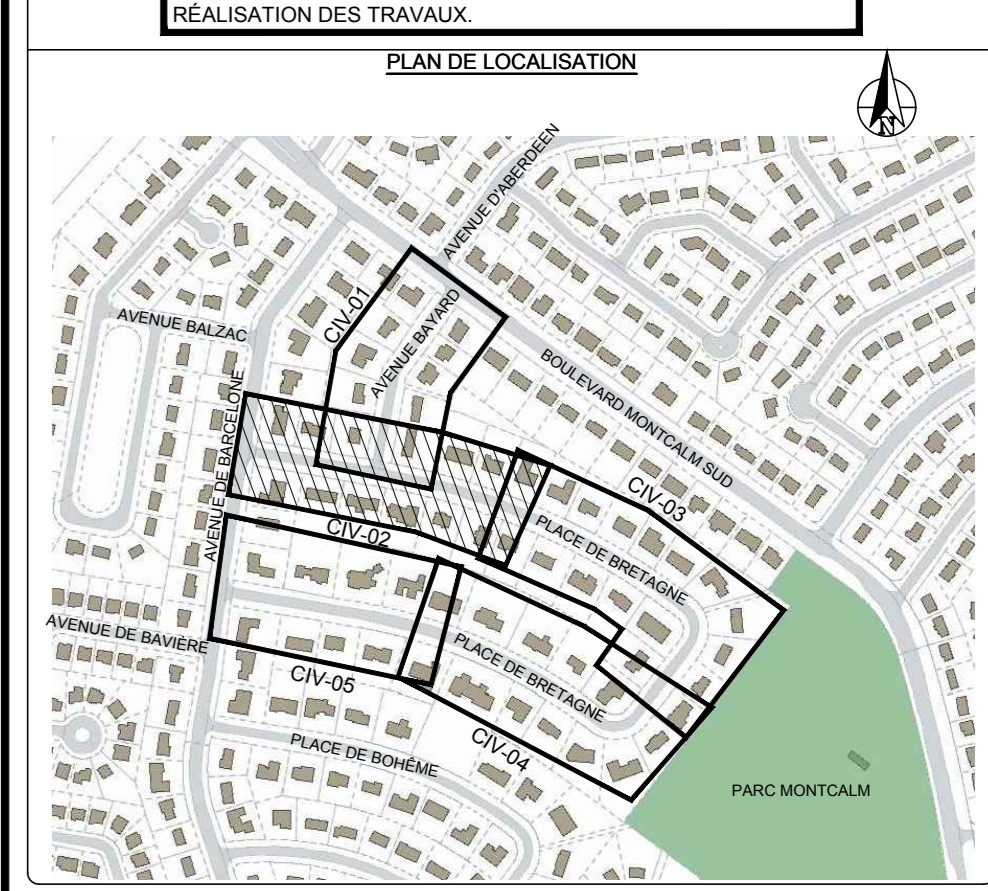 RÉALISATION DES TRAVAUX.
PLAN DE LOCALISATION
N
AVENUE D'ABERDEEN
CIV-01
AVENUE BAYARD
AVENUE BALZAC
BOULEVARD MONTCALM SUD
AVENUE DE BARCELONE
CIV-03
CIV-02
PLACE DE BRETAGNE
AVENUE DE BAVIÈRE
PLACE DE BRETAGNE
CIV-05
CIV-04
PLACE DE BOHÊME
PARC MONTCALM